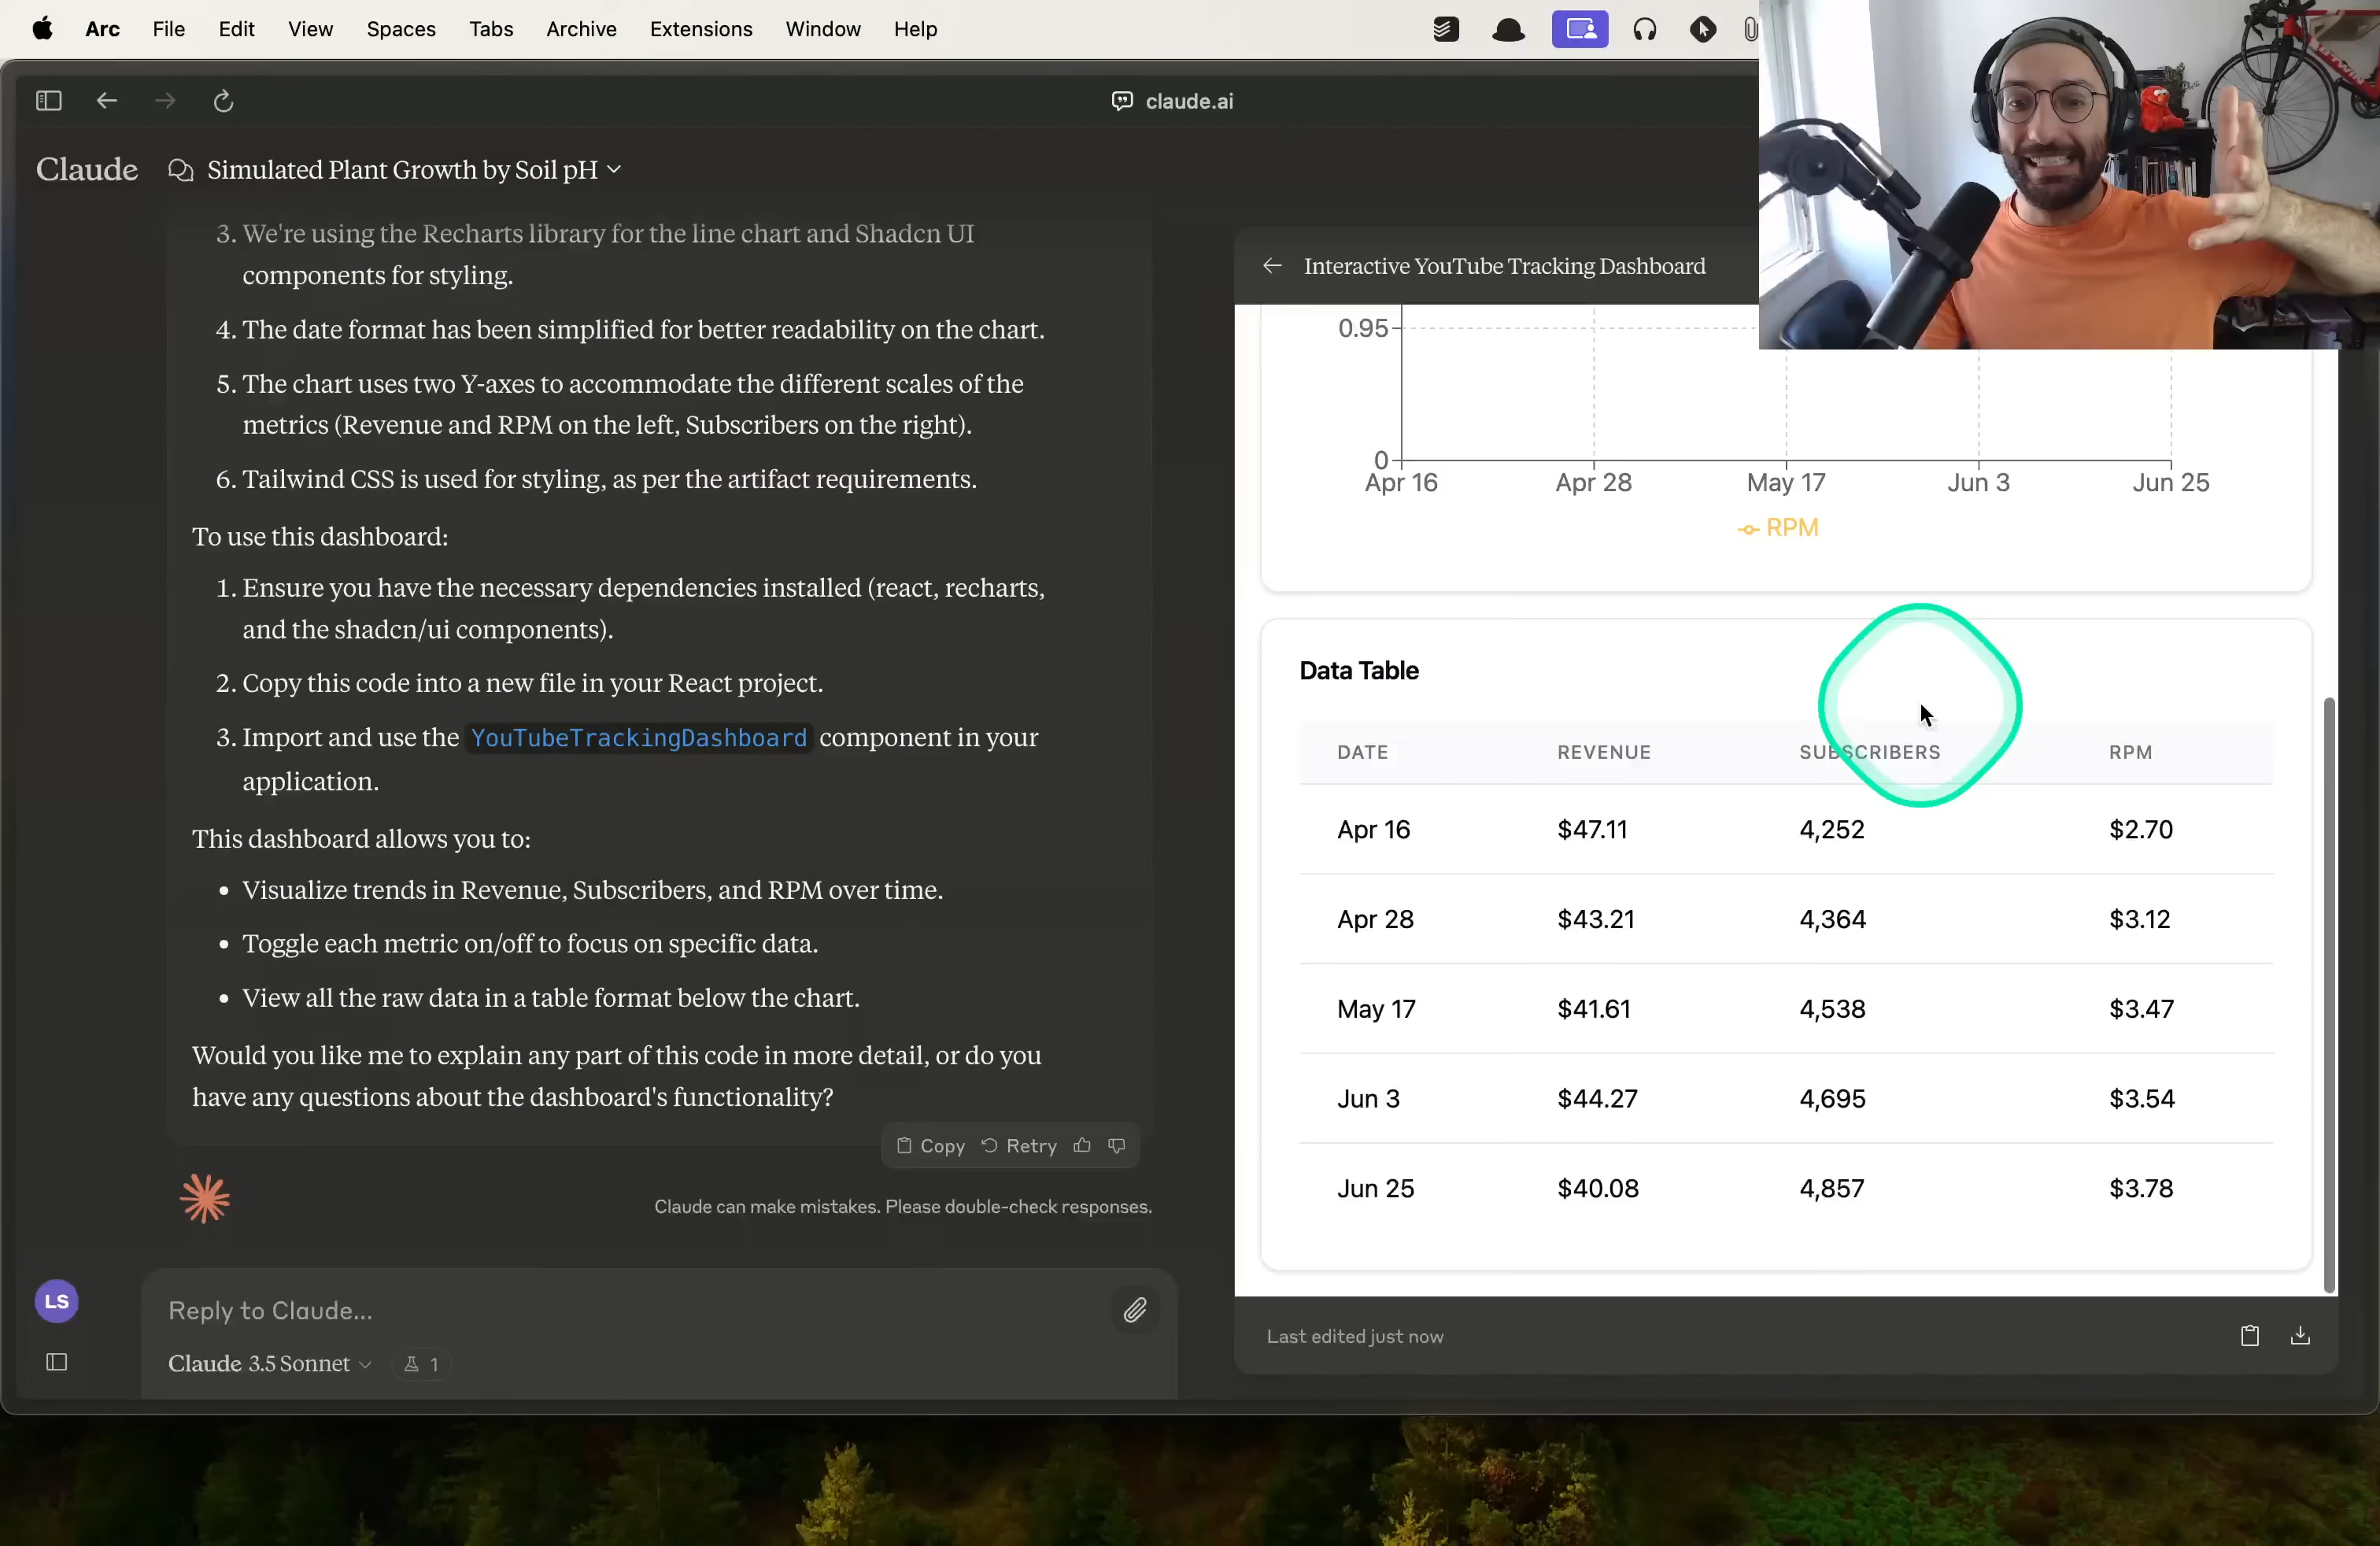 Arc File Edit View Spaces Tabs Archive Extensions Window Help
claude.ai
Claude Simulated Plant Growth by Soil pH
3. We're using the Recharts library for the line chart and Shadcn UI
components for styling.
4. The date format has been simplified for better readability on the chart.
5. The chart uses two Y-axes to accommodate the different scales of the
metrics (Revenue and RPM on the left, Subscribers on the right).
6. Tailwind CSS is used for styling, as per the artifact requirements.
To use this dashboard:
1. Ensure you have the necessary dependencies installed (react, recharts,
and the shadcn/ui components).
2. Copy this code into a new file in your React project.
3. Import and use the YouTubeTrackingDashboard component in your
application.
This dashboard allows you to:
• Visualize trends in Revenue, Subscribers, and RPM over time.
• Toggle each metric on/off to focus on specific data.
• View all the raw data in a table format below the chart.
Would you like me to explain any part of this code in more detail, or do you
have any questions about the dashboard's functionality?
Copy Retry
Claude can make mistakes. Please double-check responses.
LS
Reply to Claude...
Claude 3.5 Sonnet 1
Interactive YouTube Tracking Dashboard
0.95
0
Apr 16 Apr 28 May 17 Jun 3 Jun 25
RPM
Data Table
DATE REVENUE SUBSCRIBERS RPM
Apr 16 $47.11 4,252 $2.70
Apr 28 $43.21 4,364 $3.12
May 17 $41.61 4,538 $3.47
Jun 3 $44.27 4,695 $3.54
Jun 25 $40.08 4,857 $3.78
Last edited just now